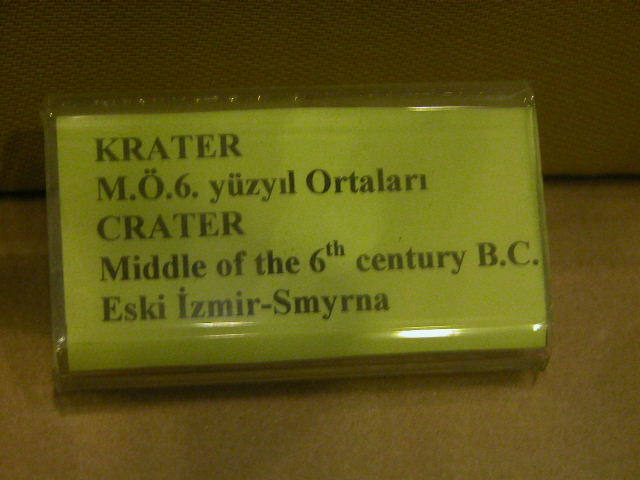 KRATER
M.Ö.6. yüzyıl Ortaları
CRATER
Middle of the 6th century B.C.
Eski İzmir-Smyrna